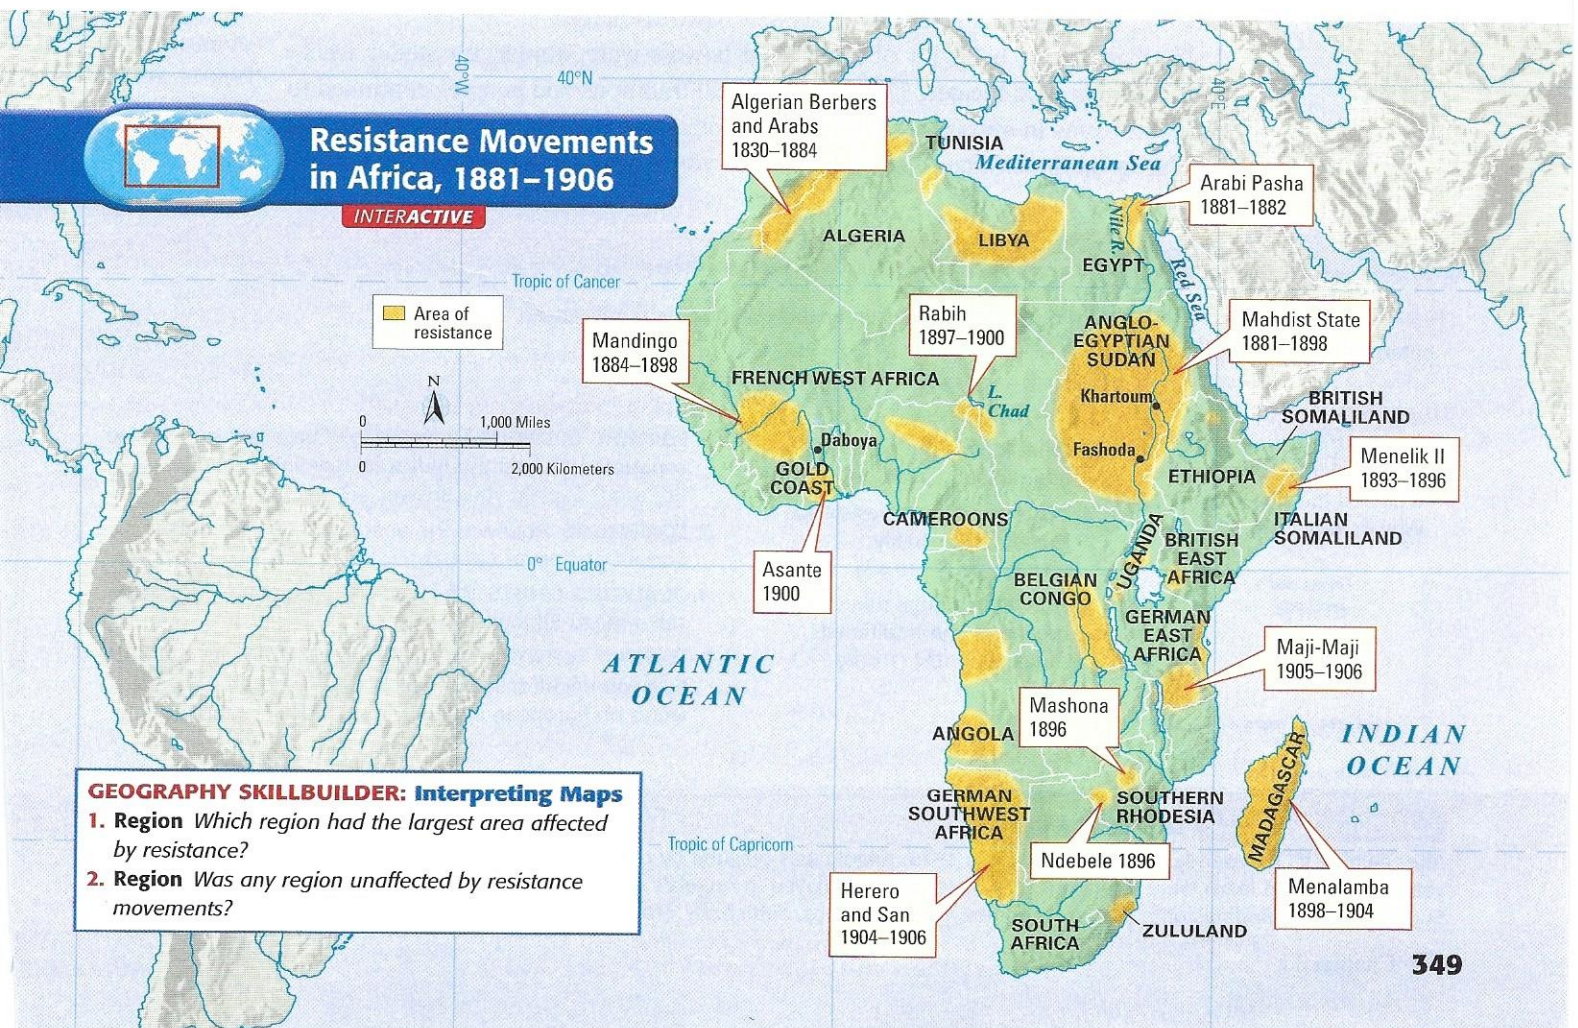 40°W
40°N
40°E
Resistance Movements
in Africa, 1881–1906
INTERACTIVE
Algerian Berbers
and Arabs
1830–1884
TUNISIA
Mediterranean Sea
Arabi Pasha
1881–1882
ALGERIA
LIBYA
Nile R.
EGYPT
Red Sea
Tropic of Cancer
Area of
resistance
Mandingo
1884–1898
Rabih
1897–1900
ANGLO-
EGYPTIAN
SUDAN
Mahdist State
1881–1898
FRENCH WEST AFRICA
L.
Chad
Khartoum
BRITISH
SOMALILAND
N
0 1,000 Miles
0 2,000 Kilometers
Daboya
Fashoda
GOLD
COAST
ETHIOPIA
Menelik II
1893–1896
CAMEROONS
ITALIAN
SOMALILAND
UGANDA
BRITISH
EAST
AFRICA
0° Equator
Asante
1900
BELGIAN
CONGO
GERMAN
EAST
AFRICA
ATLANTIC
OCEAN
Maji-Maji
1905–1906
Mashona
1896
ANGOLA
INDIAN
OCEAN
MADAGASCAR
GERMAN
SOUTHWEST
AFRICA
SOUTHERN
RHODESIA
Tropic of Capricorn
Ndebele 1896
Herero
and San
1904–1906
Menalamba
1898–1904
SOUTH
AFRICA
ZULULAND
GEOGRAPHY SKILLBUILDER: Interpreting Maps
1. Region Which region had the largest area affected
by resistance?
2. Region Was any region unaffected by resistance
movements?
349